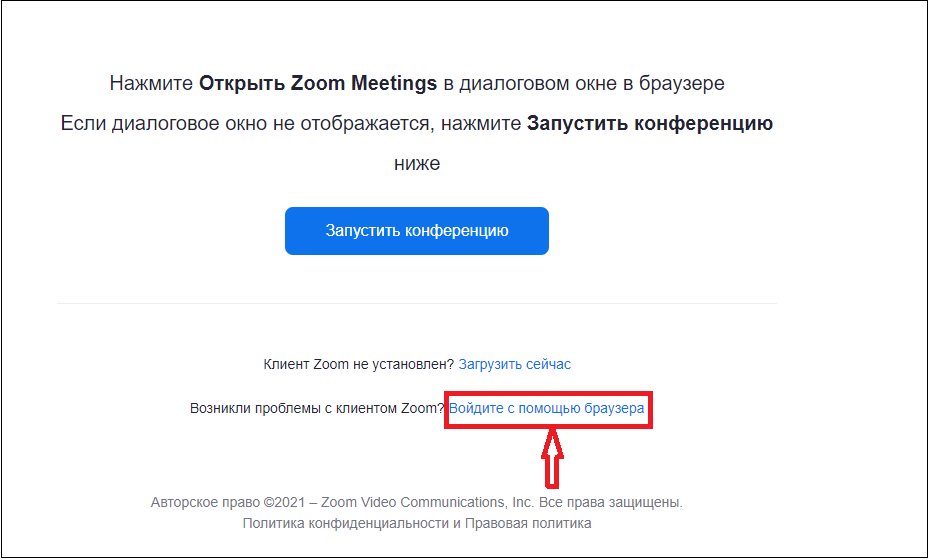 Нажмите Открыть Zoom Meetings в диалоговом окне в браузере
Если диалоговое окно не отображается, нажмите Запустить конференцию
ниже
Запустить конференцию
Клиент Zoom не установлен? Загрузить сейчас
Возникли проблемы с клиентом Zoom? Войдите с помощью браузера
Авторское право ©2021 – Zoom Video Communications, Inc. Все права защищены.
Политика конфиденциальности и Правовая политика